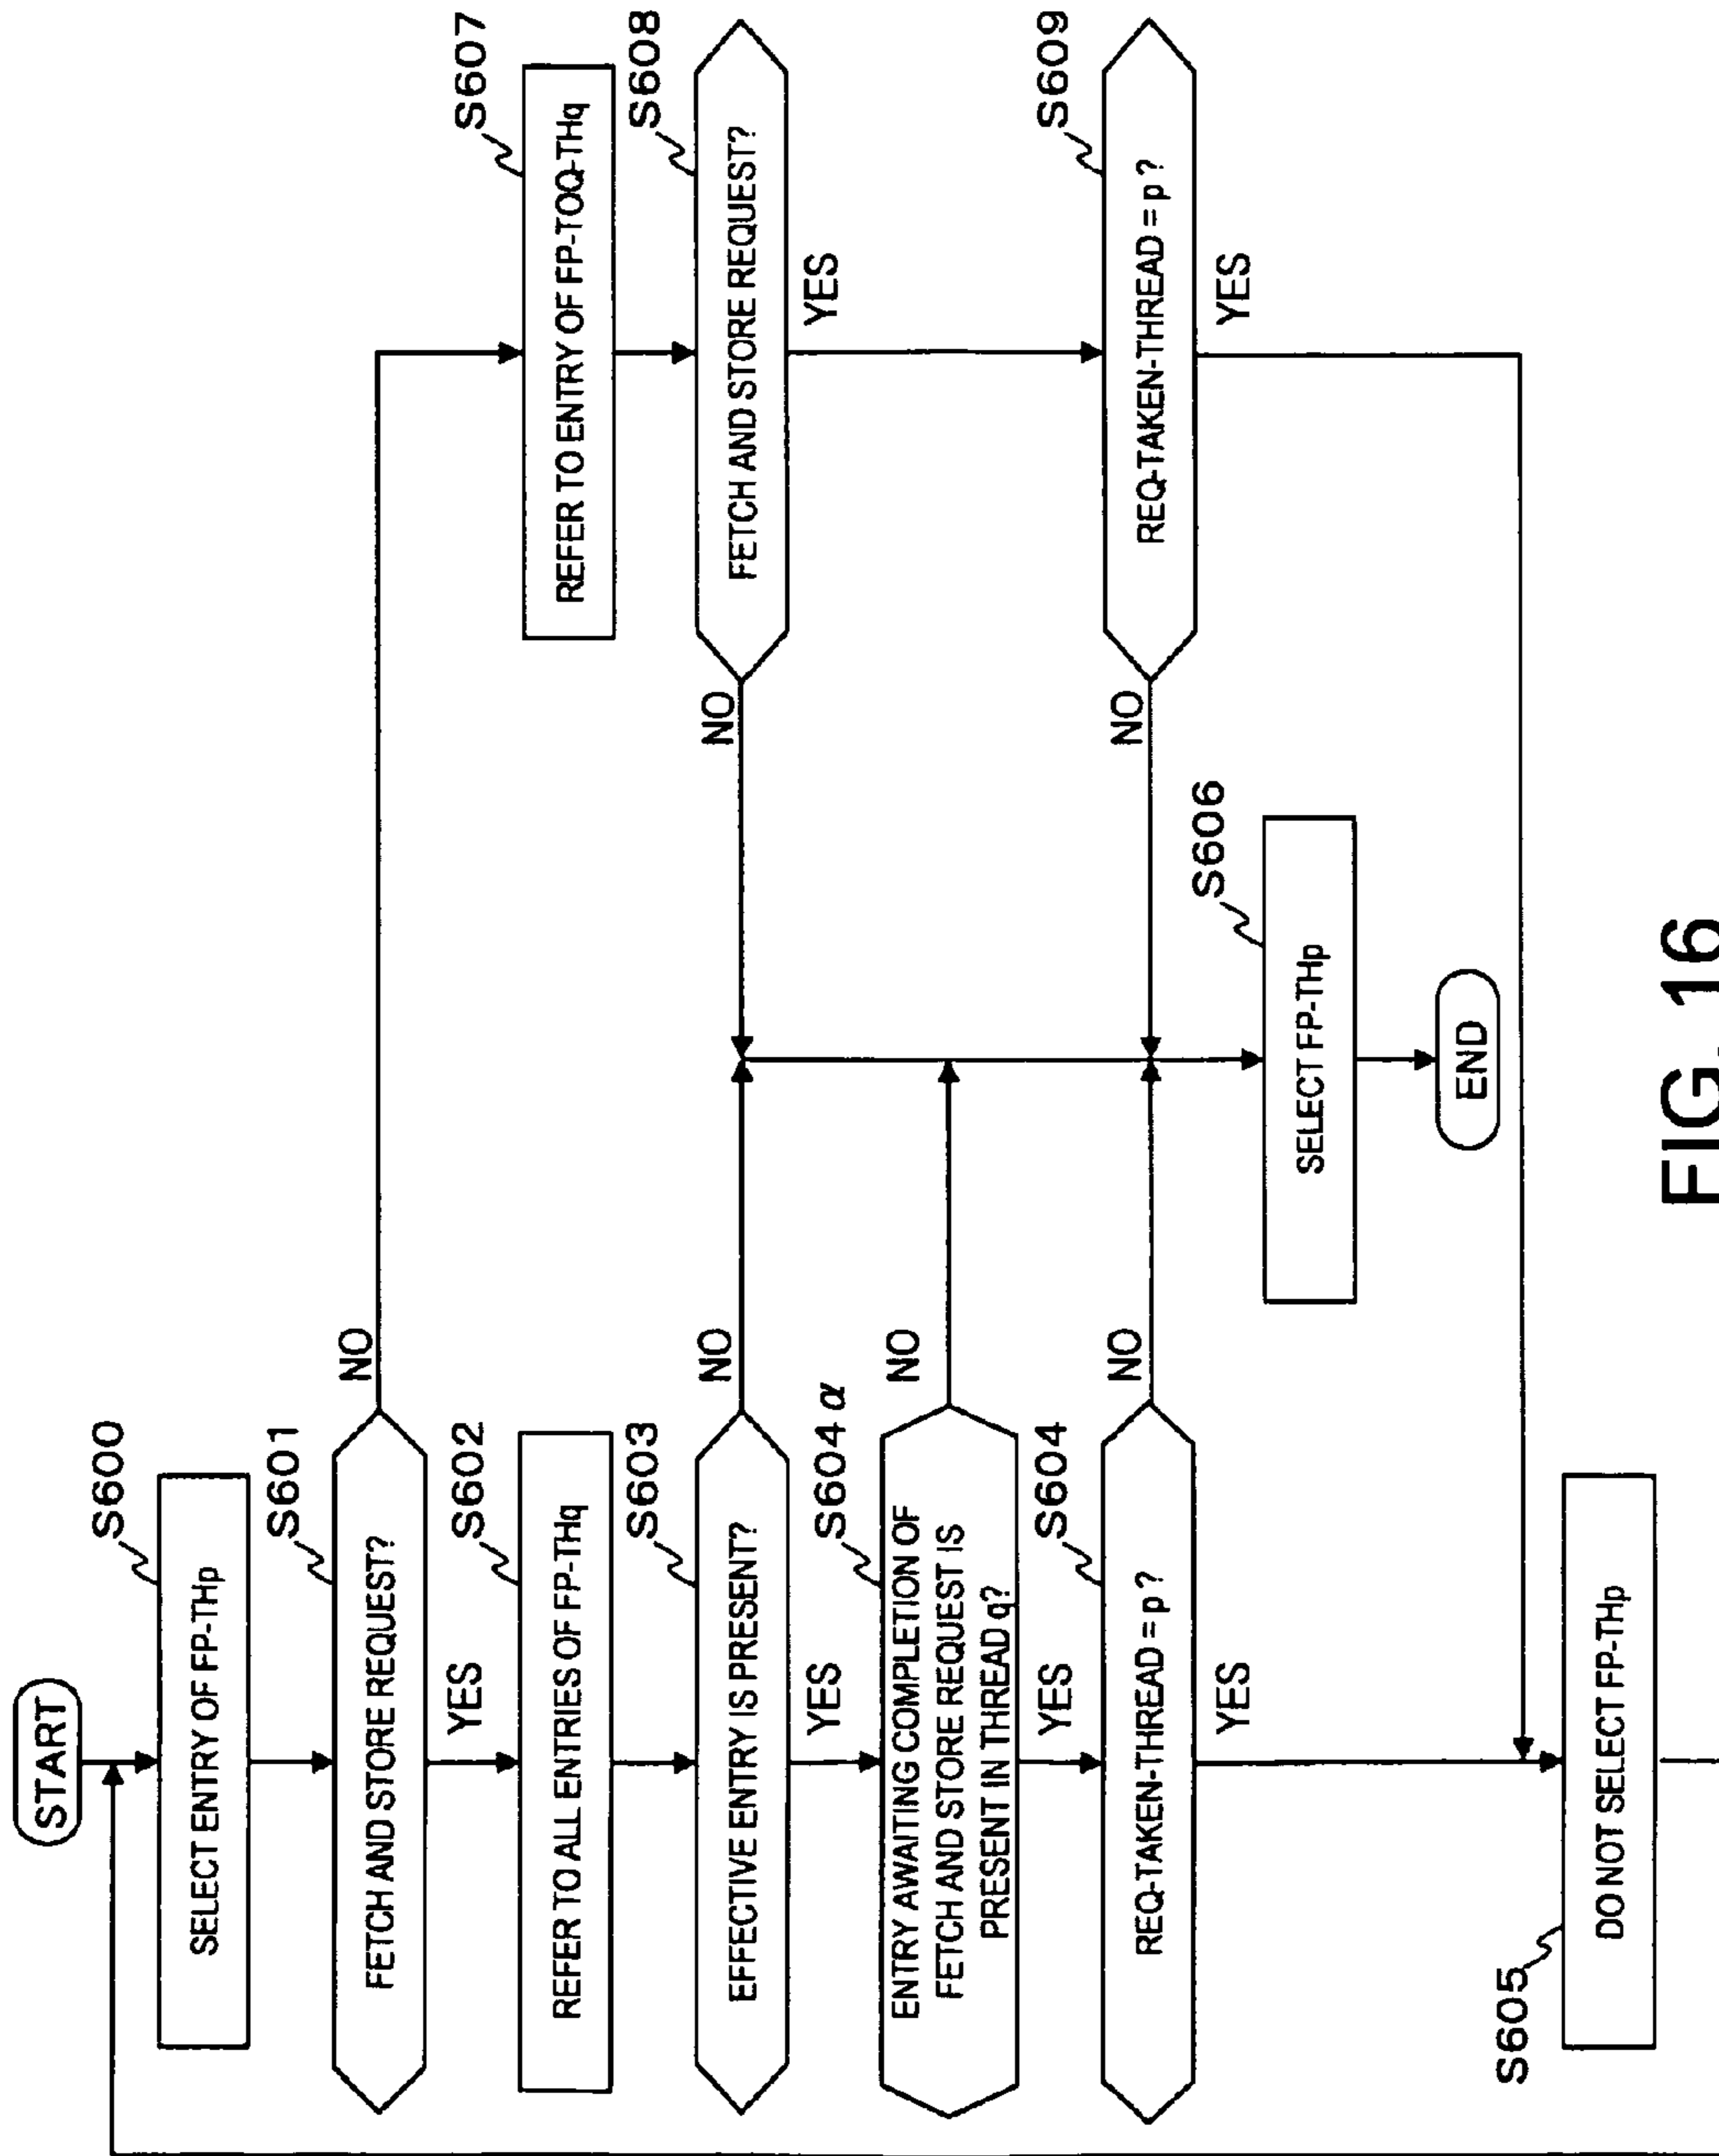 START
S600
SELECT ENTRY OF FP-THp
S601
FETCH AND STORE REQUEST?
NO
YES
S602
REFER TO ALL ENTRIES OF FP-THq
S603
EFFECTIVE ENTRY IS PRESENT?
NO
YES
S604α
ENTRY AWAITING COMPLETION OF
FETCH AND STORE REQUEST IS
PRESENT IN THREAD q?
NO
YES
S604
REQ-TAKEN-THREAD = p ?
NO
YES
S605
DO NOT SELECT FP-THp
S606
SELECT FP-THp
END
S607
REFER TO ENTRY OF FP-TOQ-THq
S608
FETCH AND STORE REQUEST?
NO
YES
S609
REQ-TAKEN-THREAD = p ?
NO
YES
FIG. 16